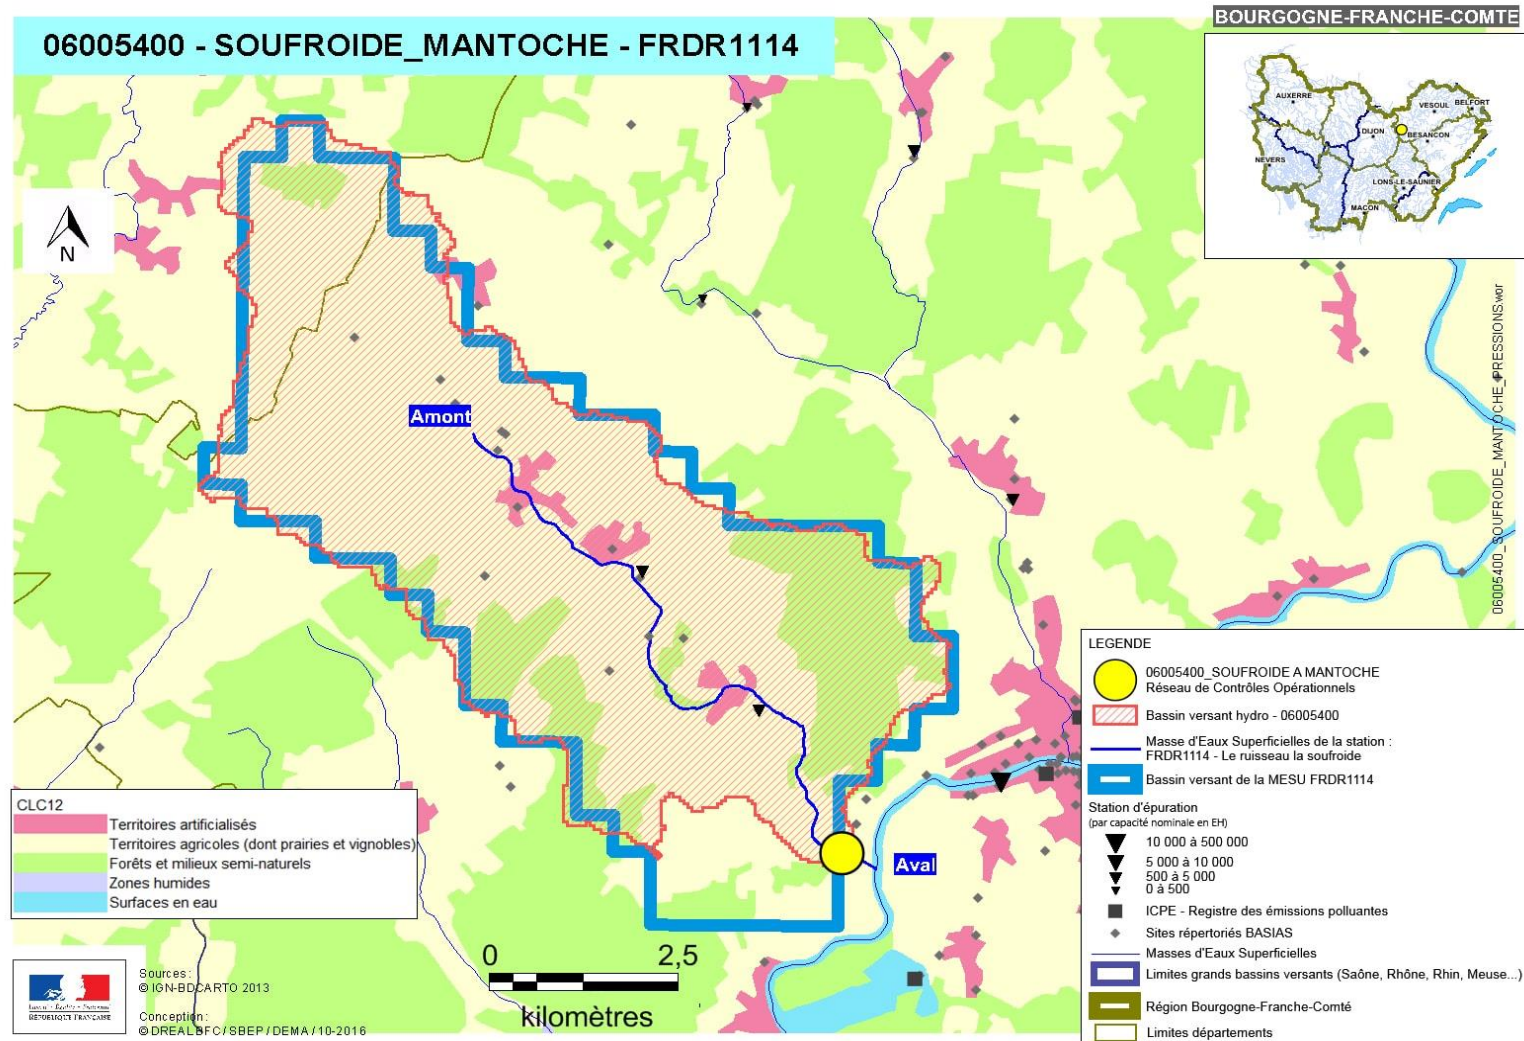 BOURGOGNE-FRANCHE-COMTE
06005400 - SOUFROIDE_MANTOCHE - FRDR1114
AUXERRE
VESOUL
BELFORT
DIJON
BESANCON
NEVERS
LONS-LE-SAUNIER
MACON
N
06005400_SOUFROIDE_MANTOCHE_PRESSIONS.wor
Amont
Aval
LEGENDE
06005400_SOUFROIDE A MANTOCHE
Réseau de Contrôles Opérationnels
Bassin versant hydro - 06005400
Masse d'Eaux Superficielles de la station :
FRDR1114 - Le ruisseau la soufroide
Bassin versant de la MESU FRDR1114
Station d'épuration
(par capacité nominale en EH)
10 000 à 500 000
5 000 à 10 000
500 à 5 000
0 à 500
ICPE - Registre des émissions polluantes
Sites répertoriés BASIAS
Masses d'Eaux Superficielles
Limites grands bassins versants (Saône, Rhône, Rhin, Meuse...)
Région Bourgogne-Franche-Comté
Limites départements
CLC12
Territoires artificialisés
Territoires agricoles (dont prairies et vignobles)
Forêts et milieux semi-naturels
Zones humides
Surfaces en eau
0 2,5
kilomètres
Liberté • Égalité • Fraternité
RÉPUBLIQUE FRANÇAISE
Sources :
© IGN-BDCARTO 2013
Conception :
© DREALBFC / SBEP / DEMA / 10-2016